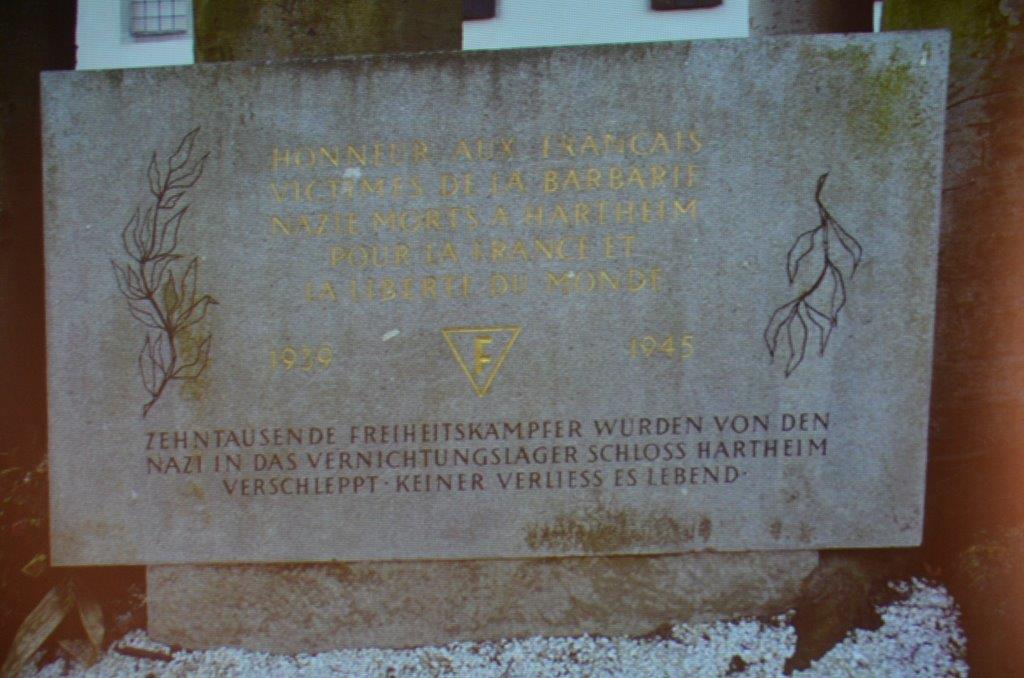 HONNEUR AUX FRANCAIS
VICTIMES DE LA BARBARIE
NAZIE MORTS A HARTHEIM
POUR LA FRANCE ET
LA LIBERTE DU MONDE
1939 F 1945
ZEHNTAUSENDE FREIHEITSKÄMPFER WURDEN VON DEN
NAZI IN DAS VERNICHTUNGSLAGER SCHLOSS HARTHEIM
VERSCHLEPPT · KEINER VERLIESS ES LEBEND ·